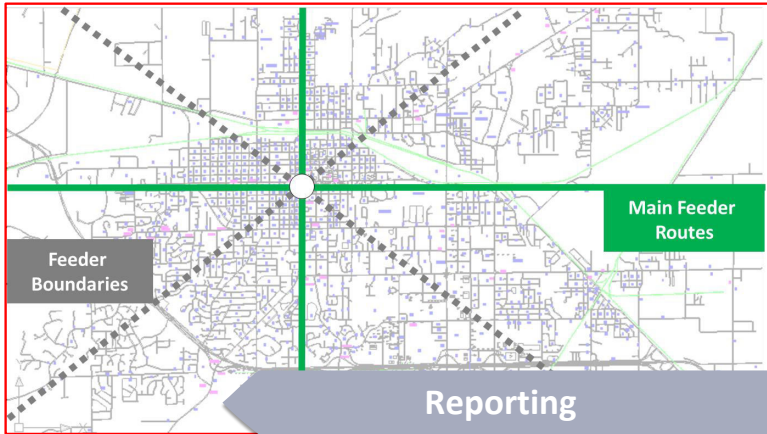 Main Feeder
Routes
Feeder
Boundaries
Reporting